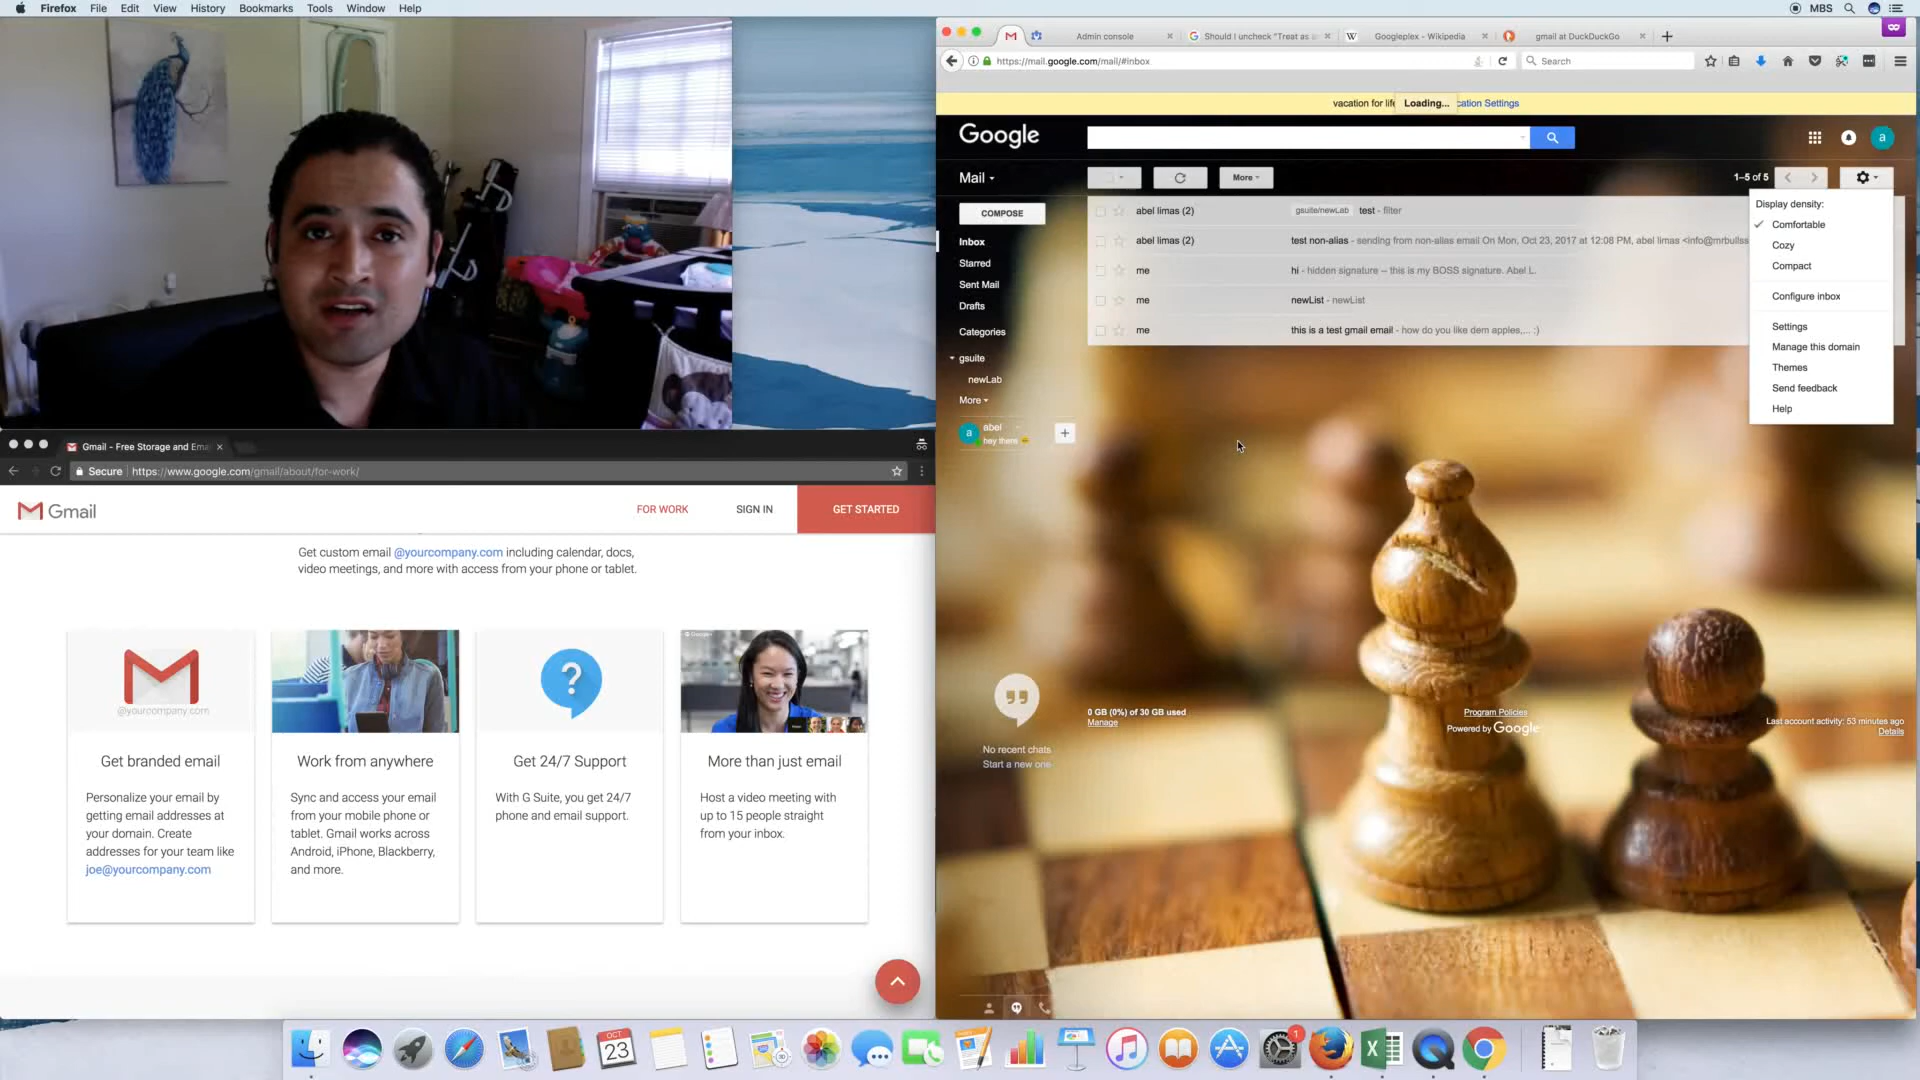 Firefox File Edit View History Bookmarks Tools Window Help
MBS
Admin console
Should I uncheck "Treat as
Googleplex - Wikipedia
gmail at DuckDuckGo
https://mail.google.com/mail/#inbox
Search
vacation for life
Loading...
cation Settings
Google
Mail
More
1–5 of 5
COMPOSE
Inbox
Starred
Sent Mail
Drafts
Categories
gsuite
newLab
More
abel
hey there
abel limas (2) gsuite/newLab test - filter
abel limas (2) test non-alias - sending from non-alias email On Mon, Oct 23, 2017 at 12:08 PM, abel limas <info@mrbullss
me hi - hidden signature -- this is my BOSS signature. Abel L.
me newList - newList
me this is a test gmail email - how do you like dem apples,... :)
Display density:
Comfortable
Cozy
Compact
Configure inbox
Settings
Manage this domain
Themes
Send feedback
Help
0 GB (0%) of 30 GB used
Manage
Program Policies
Powered by Google
Last account activity: 53 minutes ago
Details
No recent chats
Start a new one
Gmail - Free Storage and Ema
Secure https://www.google.com/gmail/about/for-work/
Gmail
FOR WORK
SIGN IN
GET STARTED
Get custom email @yourcompany.com including calendar, docs,
video meetings, and more with access from your phone or tablet.
@yourcompany.com
Get branded email
Personalize your email by
getting email addresses at
your domain. Create
addresses for your team like
joe@yourcompany.com
Work from anywhere
Sync and access your email
from your mobile phone or
tablet. Gmail works across
Android, iPhone, Blackberry,
and more.
Get 24/7 Support
With G Suite, you get 24/7
phone and email support.
More than just email
Host a video meeting with
up to 15 people straight
from your inbox.
OCT
23
1